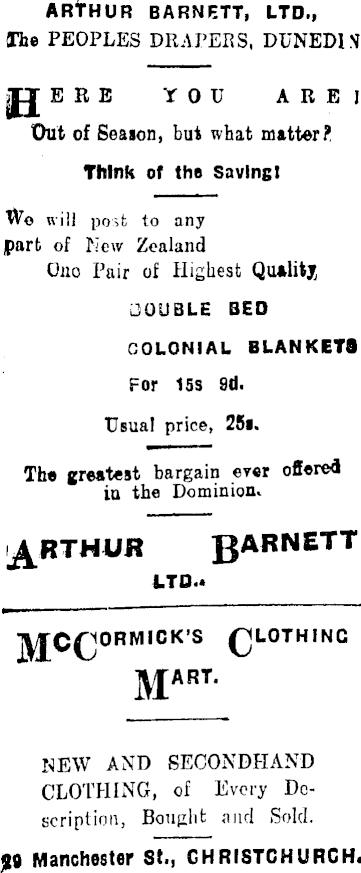 ARTHUR BARNETT, LTD.,
The PEOPLES DRAPERS, DUNEDIN
HERE YOU ARE!
Out of Season, but what matter?
Think of the Saving!
We will post to any
part of New Zealand
One Pair of Highest Quality
DOUBLE BED
COLONIAL BLANKETS
For 15s 9d.
Usual price, 25s.
The greatest bargain ever offered
in the Dominion.
ARTHUR BARNETT
LTD..
McCORMICK'S CLOTHING
MART.
NEW AND SECONDHAND
CLOTHING, of Every De-
scription, Bought and Sold.
Manchester St., CHRISTCHURCH.